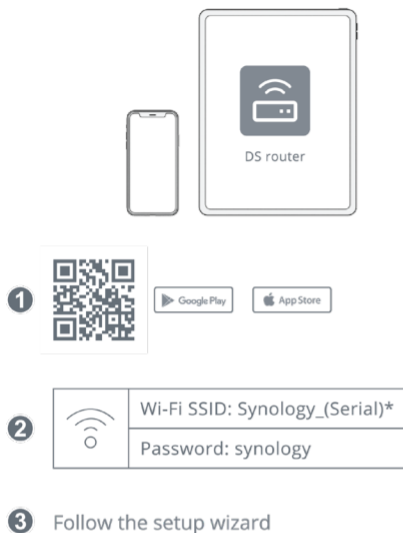 DS router
1
Google Play
App Store
2
Wi-Fi SSID: Synology_(Serial)*
Password: synology
3
Follow the setup wizard